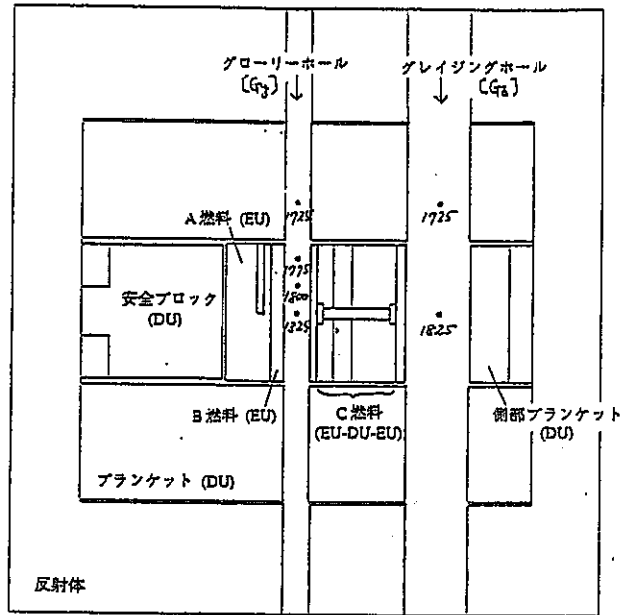 グローリーホール
[Gy]
グレイジングホール
[Gz]
1725
1725
A燃料 (EU)
1775
1800
1825
1825
安全ブロック
(DU)
B燃料 (EU)
C燃料
(EU-DU-EU)
側部ブランケット
(DU)
ブランケット (DU)
反射体